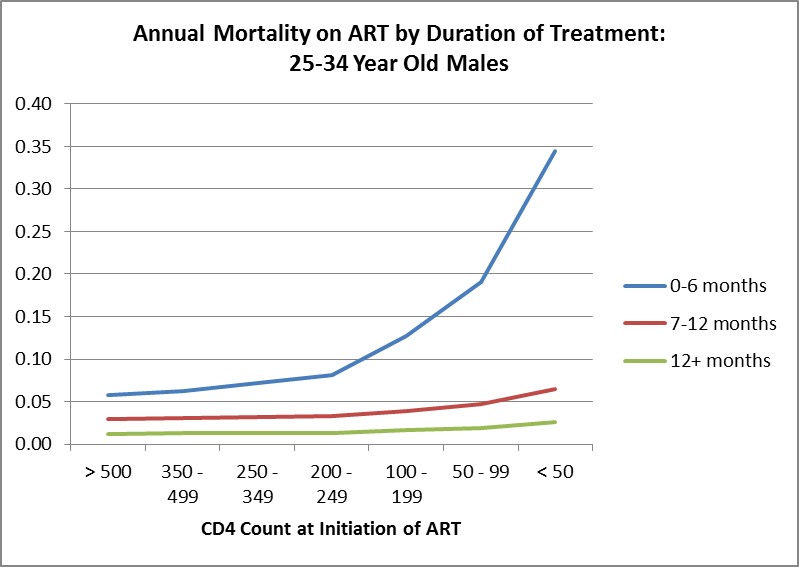 Annual Mortality on ART by Duration of Treatment:
25-34 Year Old Males
0.40
0.35
0.30
0.25
0.20
0.15
0.10
0.05
0.00
> 500
350 -
499
250 -
349
200 -
249
100 -
199
50 - 99
< 50
CD4 Count at Initiation of ART
0-6 months
7-12 months
12+ months